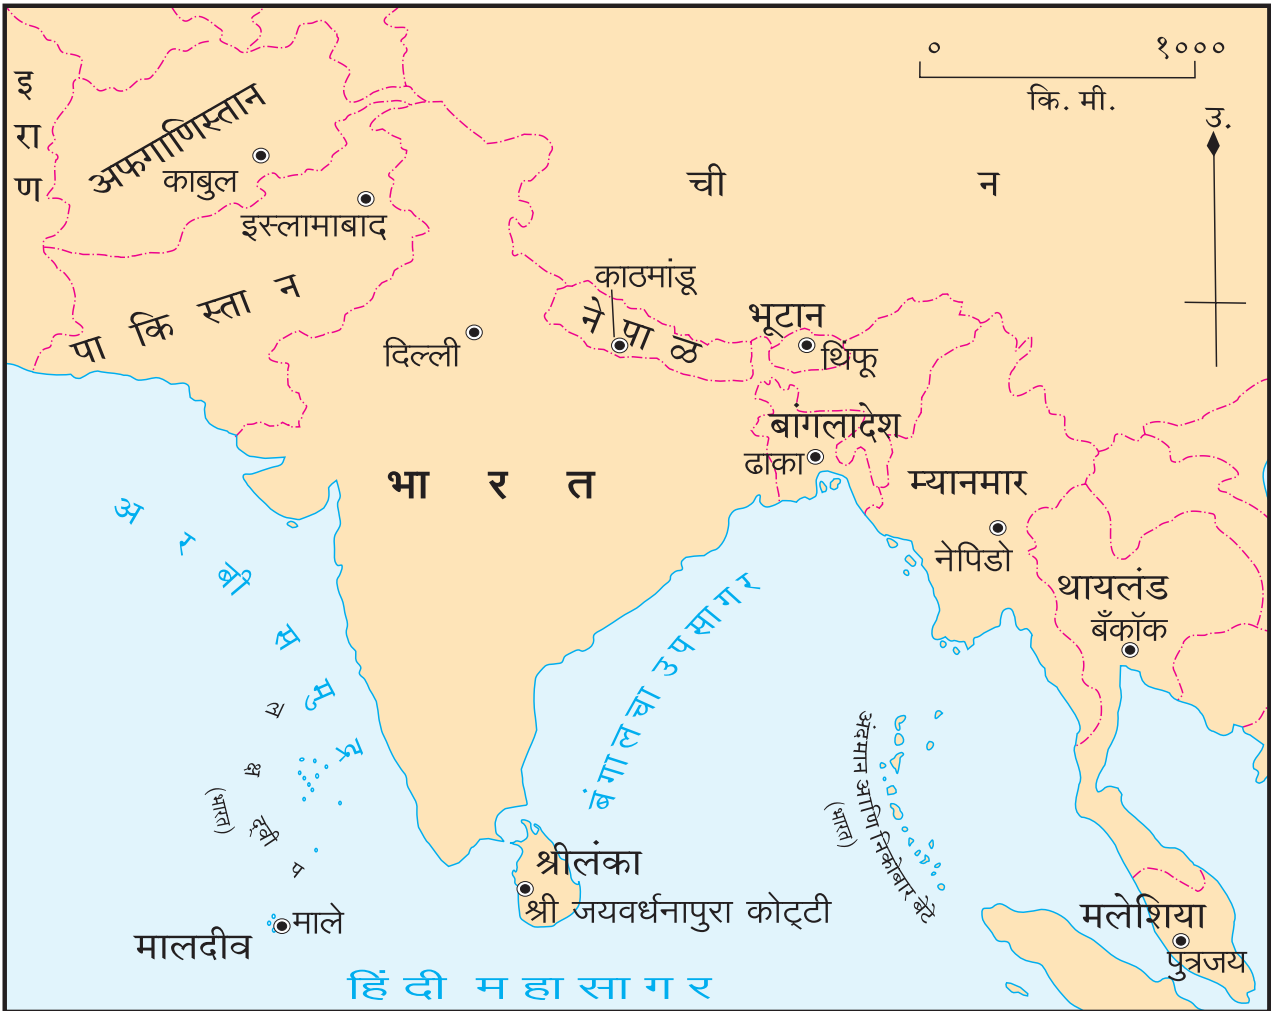 ० १०००
कि. मी.
उ.
इराण
अफगाणिस्तान
काबुल
इस्लामाबाद
चीन
पाकिस्तान
काठमांडू
नेपाळ
भूटान
थिंफू
दिल्ली
बांगलादेश
ढाका
भारत
म्यानमार
नेपिडो
थायलंड
बँकॉक
अरबी समुद्र
बंगालचा उपसागर
लक्षद्वीप
(भारत)
अंदमान आणि निकोबार बेटे
(भारत)
श्रीलंका
श्री जयवर्धनापुरा कोट्टी
माले
मालदीव
मलेशिया
पुत्रजय
हिंदी महासागर